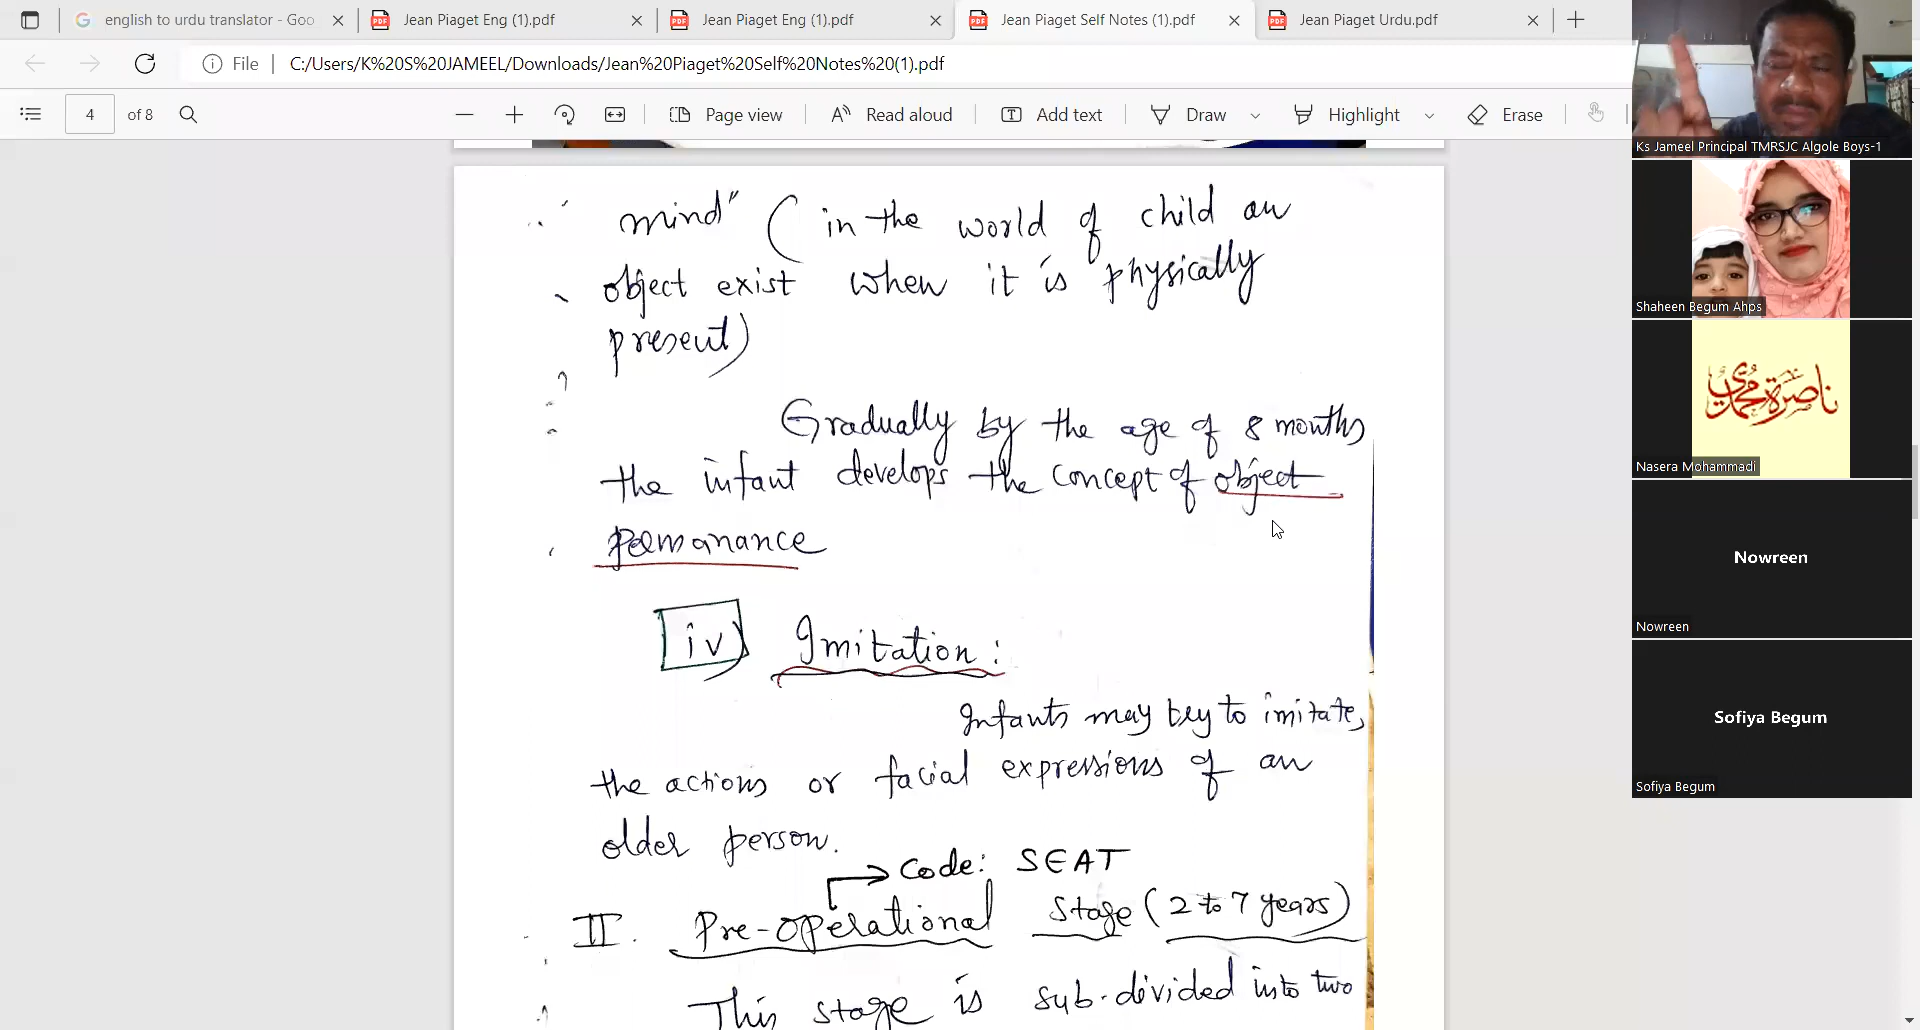 english to urdu translator - Goo
Jean Piaget Eng (1).pdf
Jean Piaget Eng (1).pdf
Jean Piaget Self Notes (1).pdf
Jean Piaget Urdu.pdf
File
C:/Users/K%20S%20JAMEEL/Downloads/Jean%20Piaget%20Self%20Notes%20(1).pdf
4 of 8
Page view
Read aloud
Add text
Draw
Highlight
Erase
mind" (in the world of child an
object exist when it is physically
present)
Gradually by the age of 8 months
the infant develops the concept of object
permanance
iv) Imitation:
Infants may try to imitate,
the actions or facial expressions of an
older person.
Code: SEAT
II. Pre-operational Stage (2 to 7 years)
This stage is sub-divided into two
Ks Jameel Principal TMRSJC Algole Boys-1
Shaheen Begum Ahps
ناصرة محمدي
Nasera Mohammadi
Nowreen
Nowreen
Sofiya Begum
Sofiya Begum